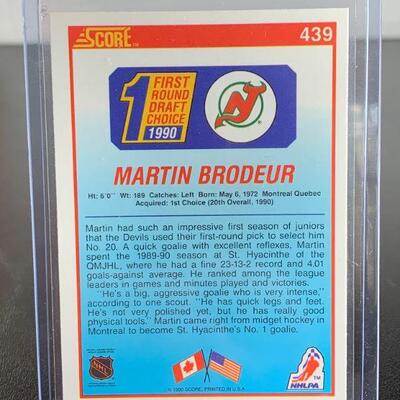 SCORE™ 439
1 FIRST
ROUND
DRAFT
CHOICE
1990
NJ
MARTIN BRODEUR
Ht: 6'0" Wt: 189 Catches: Left Born: May 6, 1972 Montreal Quebec
Acquired: 1st Choice (20th Overall, 1990)
Martin had such an impressive first season of juniors
that the Devils used their first-round pick to select him
No. 20. A quick goalie with excellent reflexes, Martin
spent the 1989-90 season at St. Hyacinthe of the
QMJHL, where he had a fine 23-13-2 record and 4.01
goals-against average. He ranked among the league
leaders in games and minutes played and victories.
"He's a big, aggressive goalie who is very intense,"
according to one scout. "He has quick legs and feet.
He's not very polished yet, but he has really good
physical tools." Martin came right from midget hockey in
Montreal to become St. Hyacinthe's No. 1 goalie.
NHL
NHLPA
TM
© 1990 SCORE, PRINTED IN U.S.A.